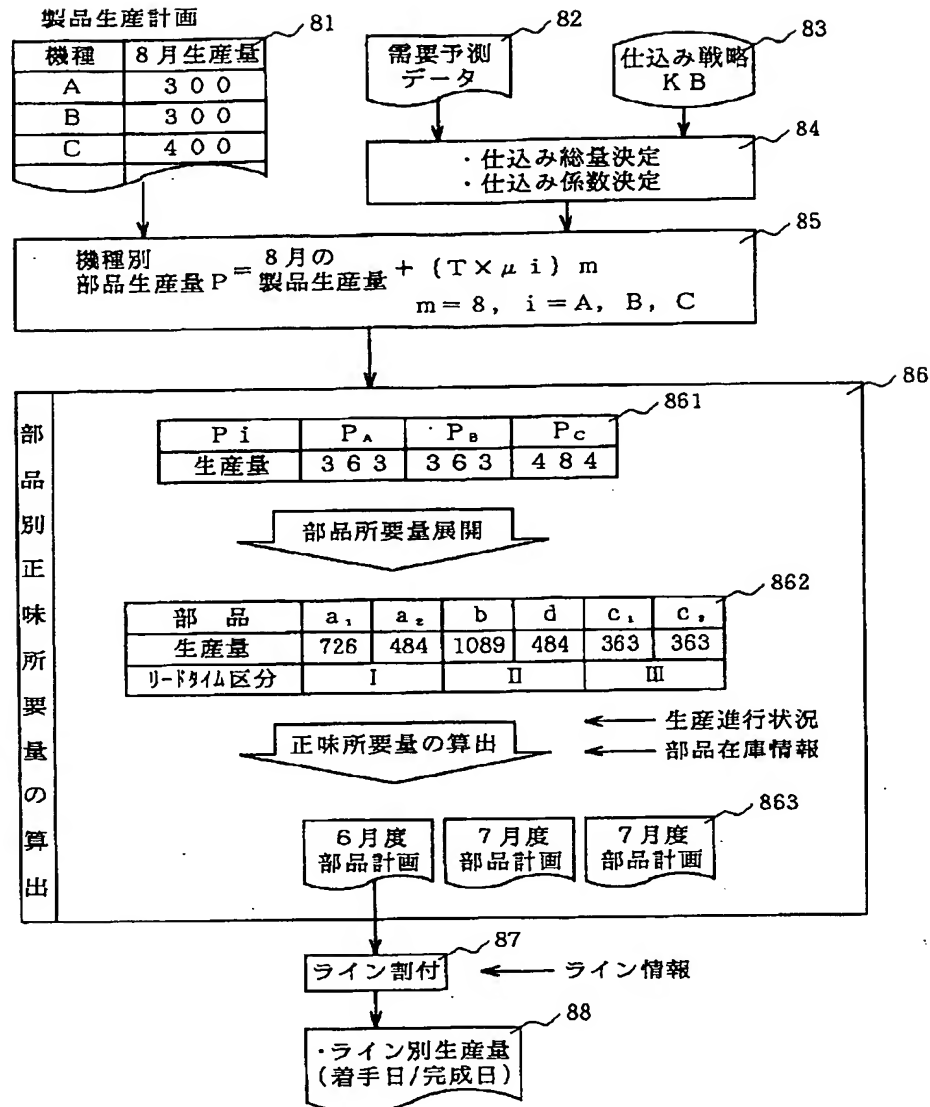 製品生産計画
81
機種 8月生産量
A 300
B 300
C 400
82
需要予測
データ
83
仕込み戦略
KB
84
・仕込み総量決定
・仕込み係数決定
85
機種別
部品生産量P=8月の製品生産量+(T×μi)m
m=8, i=A, B, C
86
部品別正味所要量の算出
861
Pi PA PB PC
生産量 363 363 484
部品所要量展開
862
部品 a₁ a₂ b d c₁ c₂
生産量 726 484 1089 484 363 363
リードタイム区分 I II III
正味所要量の算出
← 生産進行状況
← 部品在庫情報
863
6月度
部品計画
7月度
部品計画
7月度
部品計画
87
ライン割付 ← ライン情報
88
・ライン別生産量
(着手日/完成日)